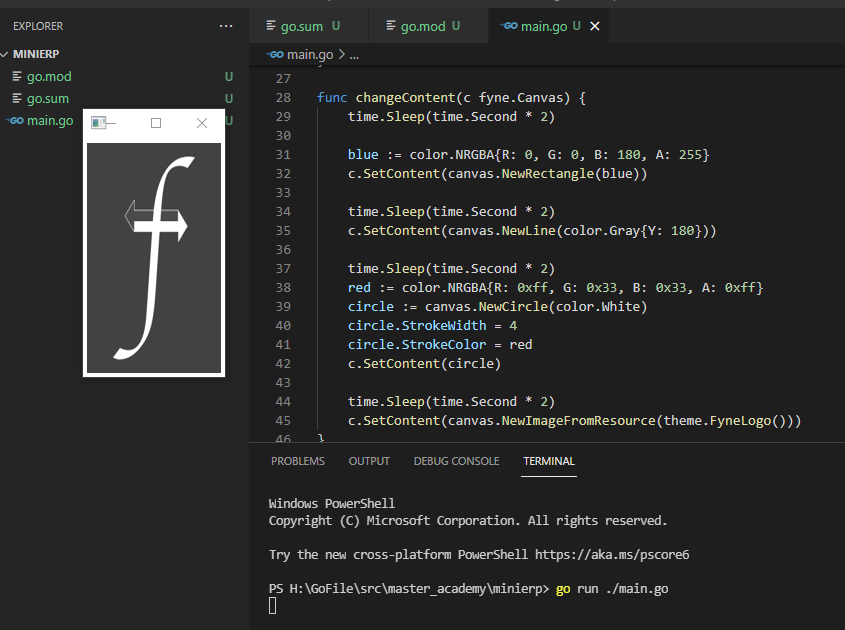 EXPLORER
MINIERP
go.mod U
go.sum U
main.go U
go.sum U
go.mod U
main.go U
main.go > ...
27
28 func changeContent(c fyne.Canvas) {
29 time.Sleep(time.Second * 2)
30
31 blue := color.NRGBA{R: 0, G: 0, B: 180, A: 255}
32 c.SetContent(canvas.NewRectangle(blue))
33
34 time.Sleep(time.Second * 2)
35 c.SetContent(canvas.NewLine(color.Gray{Y: 180}))
36
37 time.Sleep(time.Second * 2)
38 red := color.NRGBA{R: 0xff, G: 0x33, B: 0x33, A: 0xff}
39 circle := canvas.NewCircle(color.White)
40 circle.StrokeWidth = 4
41 circle.StrokeColor = red
42 c.SetContent(circle)
43
44 time.Sleep(time.Second * 2)
45 c.SetContent(canvas.NewImageFromResource(theme.FyneLogo()))
46 }
PROBLEMS OUTPUT DEBUG CONSOLE TERMINAL
Windows PowerShell
Copyright (C) Microsoft Corporation. All rights reserved.
Try the new cross-platform PowerShell https://aka.ms/pscore6
PS H:\GoFile\src\master_academy\minierp> go run ./main.go